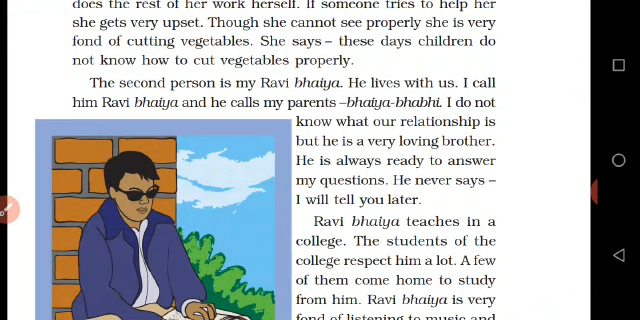 does the rest of her work herself. If someone tries to help her
she gets very upset. Though she cannot see properly she is very
fond of cutting vegetables. She says – these days children do
not know how to cut vegetables properly.
The second person is my Ravi bhaiya. He lives with us. I call
him Ravi bhaiya and he calls my parents –bhaiya-bhabhi. I do not
know what our relationship is
but he is a very loving brother.
He is always ready to answer
my questions. He never says –
I will tell you later.
Ravi bhaiya teaches in a
college. The students of the
college respect him a lot. A few
of them come home to study
from him. Ravi bhaiya is very
fond of listening to music and